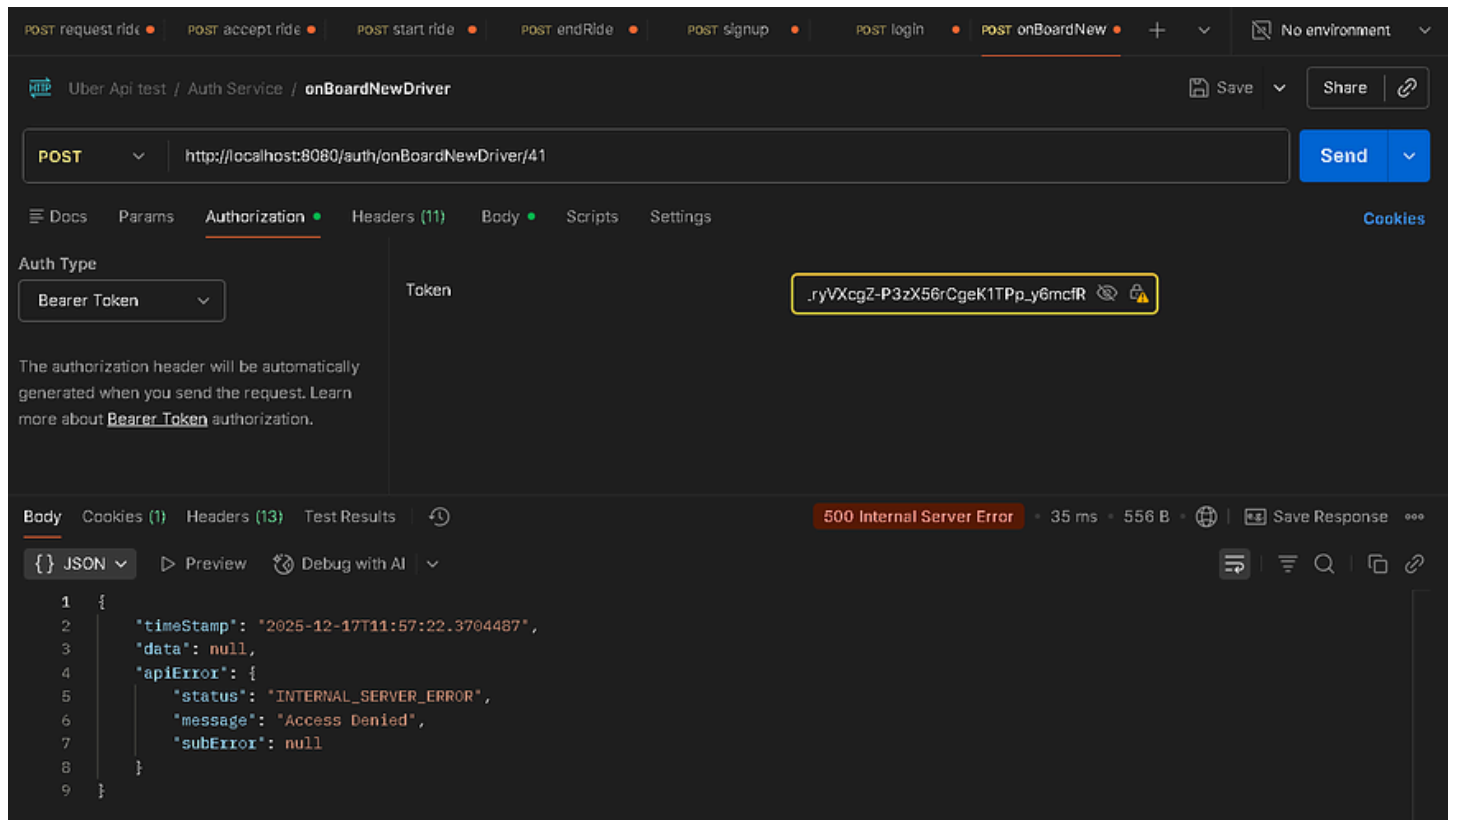 POST request ride POST accept ride POST start ride POST endRide POST signup POST login POST onBoardNew No environment
HTTP Uber Api test / Auth Service / onBoardNewDriver Save Share
POST http://localhost:8080/auth/onBoardNewDriver/41 Send
Docs Params Authorization Headers (11) Body Scripts Settings Cookies
Auth Type
Bearer Token
Token
.ryVXcgZ-P3zX56rCgeK1TPp_y6mcfR
The authorization header will be automatically
generated when you send the request. Learn
more about Bearer Token authorization.
Body Cookies (1) Headers (13) Test Results 500 Internal Server Error 35 ms 556 B e.g. Save Response
{} JSON Preview Debug with AI
1 {
2 "timeStamp": "2025-12-17T11:57:22.3704487",
3 "data": null,
4 "apiError": {
5 "status": "INTERNAL_SERVER_ERROR",
6 "message": "Access Denied",
7 "subError": null
8 }
9 }